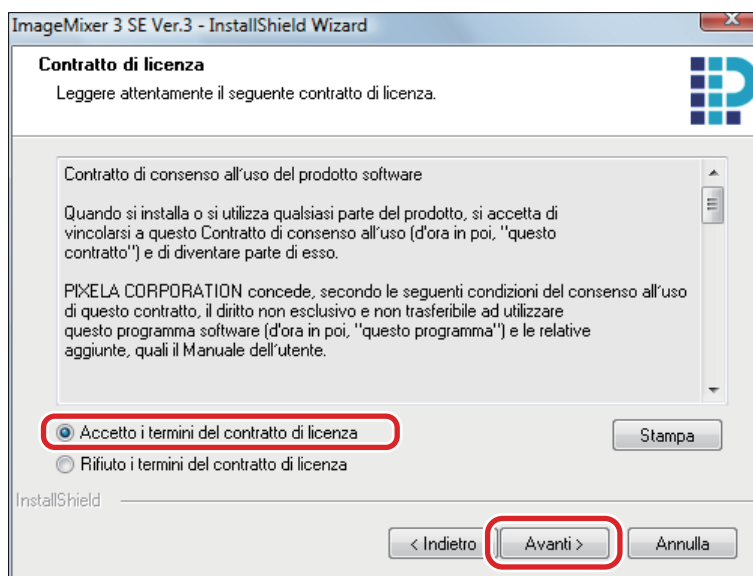 ImageMixer 3 SE Ver.3 - InstallShield Wizard
Contratto di licenza
Leggere attentamente il seguente contratto di licenza.
Contratto di consenso all'uso del prodotto software
Quando si installa o si utilizza qualsiasi parte del prodotto, si accetta di
vincolarsi a questo Contratto di consenso all'uso (d'ora in poi, "questo
contratto") e di diventare parte di esso.
PIXELA CORPORATION concede, secondo le seguenti condizioni del consenso all'uso
di questo contratto, il diritto non esclusivo e non trasferibile ad utilizzare
questo programma software (d'ora in poi, "questo programma") e le relative
aggiunte, quali il Manuale dell'utente.
Accetto i termini del contratto di licenza
Stampa
Rifiuto i termini del contratto di licenza
InstallShield
< Indietro
Avanti >
Annulla